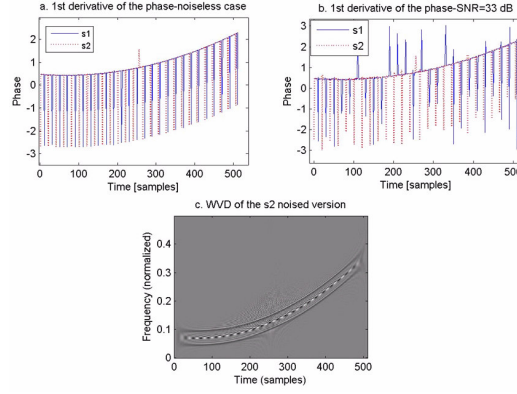 a. 1st derivative of the phase-noiseless case
s1
s2
Phase
2
1
0
-1
-2
-3
0 100 200 300 400 500
Time [samples]
b. 1st derivative of the phase-SNR=33 dB
s1
s2
Phase
3
2
1
0
-1
-2
-3
0 100 200 300 400 500
Time [samples]
c. WVD of the s2 noised version
Frequency (normalized)
0.4
0.3
0.2
0.1
0
0 100 200 300 400 500
Time (samples)